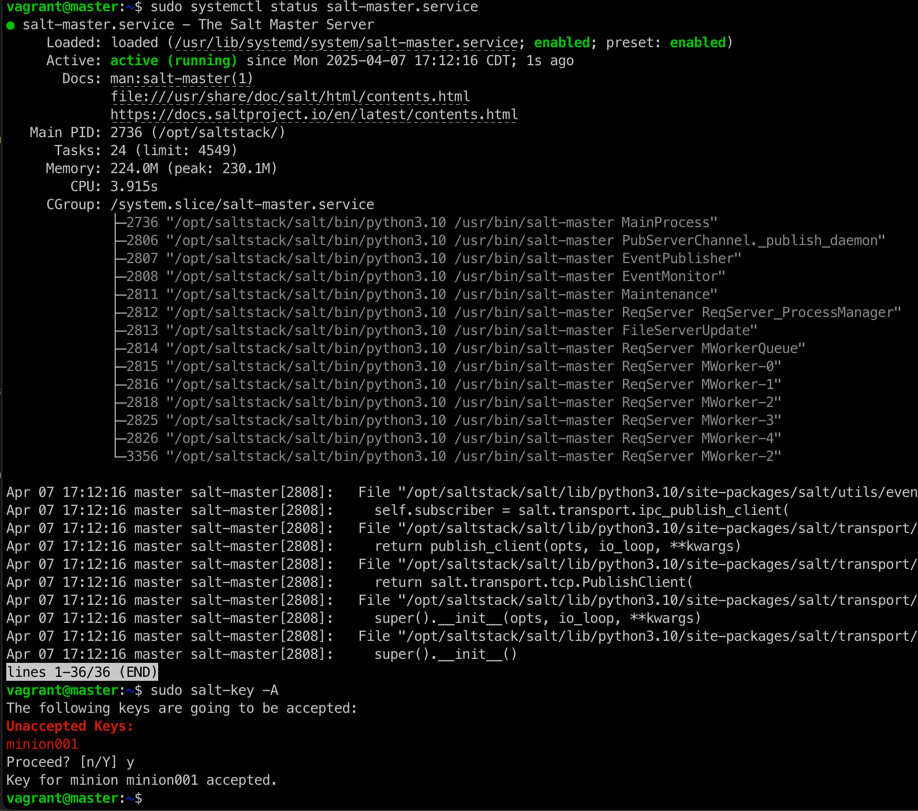 vagrant@master:~$ sudo systemctl status salt-master.service
● salt-master.service - The Salt Master Server
     Loaded: loaded (/usr/lib/systemd/system/salt-master.service; enabled; preset: enabled)
     Active: active (running) since Mon 2025-04-07 17:12:16 CDT; 1s ago
       Docs: man:salt-master(1)
             file:///usr/share/doc/salt/html/contents.html
             https://docs.saltproject.io/en/latest/contents.html
   Main PID: 2736 (/opt/saltstack/)
      Tasks: 24 (limit: 4549)
     Memory: 224.0M (peak: 230.1M)
        CPU: 3.915s
     CGroup: /system.slice/salt-master.service
             ├─2736 "/opt/saltstack/salt/bin/python3.10 /usr/bin/salt-master MainProcess"
             ├─2806 "/opt/saltstack/salt/bin/python3.10 /usr/bin/salt-master PubServerChannel._publish_daemon"
             ├─2807 "/opt/saltstack/salt/bin/python3.10 /usr/bin/salt-master EventPublisher"
             ├─2808 "/opt/saltstack/salt/bin/python3.10 /usr/bin/salt-master EventMonitor"
             ├─2811 "/opt/saltstack/salt/bin/python3.10 /usr/bin/salt-master Maintenance"
             ├─2812 "/opt/saltstack/salt/bin/python3.10 /usr/bin/salt-master ReqServer ReqServer_ProcessManager"
             ├─2813 "/opt/saltstack/salt/bin/python3.10 /usr/bin/salt-master FileServerUpdate"
             ├─2814 "/opt/saltstack/salt/bin/python3.10 /usr/bin/salt-master ReqServer MWorkerQueue"
             ├─2815 "/opt/saltstack/salt/bin/python3.10 /usr/bin/salt-master ReqServer MWorker-0"
             ├─2816 "/opt/saltstack/salt/bin/python3.10 /usr/bin/salt-master ReqServer MWorker-1"
             ├─2818 "/opt/saltstack/salt/bin/python3.10 /usr/bin/salt-master ReqServer MWorker-2"
             ├─2825 "/opt/saltstack/salt/bin/python3.10 /usr/bin/salt-master ReqServer MWorker-3"
             ├─2826 "/opt/saltstack/salt/bin/python3.10 /usr/bin/salt-master ReqServer MWorker-4"
             └─3356 "/opt/saltstack/salt/bin/python3.10 /usr/bin/salt-master ReqServer MWorker-2"
Apr 07 17:12:16 master salt-master[2808]:   File "/opt/saltstack/salt/lib/python3.10/site-packages/salt/utils/even
Apr 07 17:12:16 master salt-master[2808]:     self.subscriber = salt.transport.ipc_publish_client(
Apr 07 17:12:16 master salt-master[2808]:   File "/opt/saltstack/salt/lib/python3.10/site-packages/salt/transport/
Apr 07 17:12:16 master salt-master[2808]:     return publish_client(opts, io_loop, **kwargs)
Apr 07 17:12:16 master salt-master[2808]:   File "/opt/saltstack/salt/lib/python3.10/site-packages/salt/transport/
Apr 07 17:12:16 master salt-master[2808]:     return salt.transport.tcp.PublishClient(
Apr 07 17:12:16 master salt-master[2808]:   File "/opt/saltstack/salt/lib/python3.10/site-packages/salt/transport/
Apr 07 17:12:16 master salt-master[2808]:     super().__init__(opts, io_loop, **kwargs)
Apr 07 17:12:16 master salt-master[2808]:   File "/opt/saltstack/salt/lib/python3.10/site-packages/salt/transport/
Apr 07 17:12:16 master salt-master[2808]:     super().__init__()
lines 1-36/36 (END)
vagrant@master:~$ sudo salt-key -A
The following keys are going to be accepted:
Unaccepted Keys:
minion001
Proceed? [n/Y] y
Key for minion minion001 accepted.
vagrant@master:~$